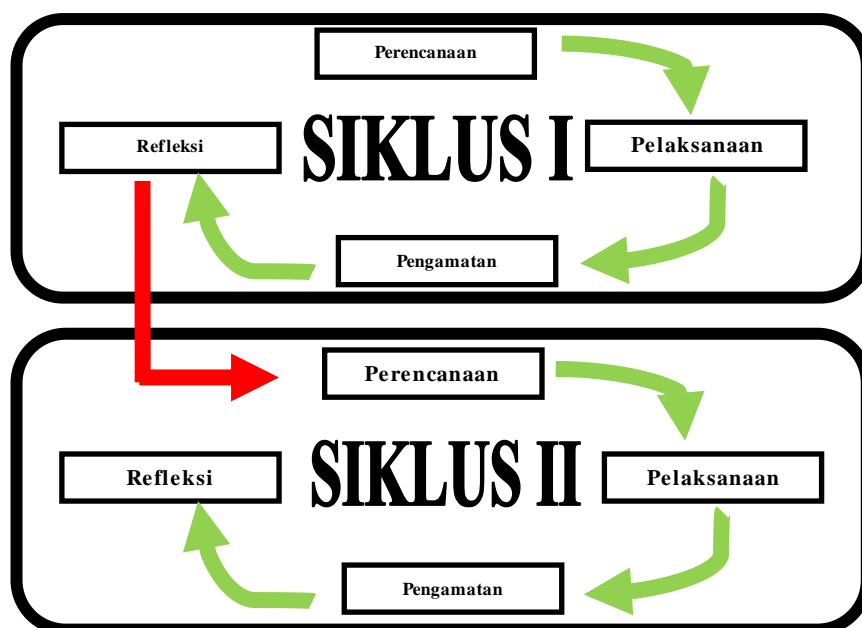 Perencanaan
Refleksi
SIKLUS I
Pelaksanaan
Pengamatan
Perencanaan
Refleksi
SIKLUS II
Pelaksanaan
Pengamatan